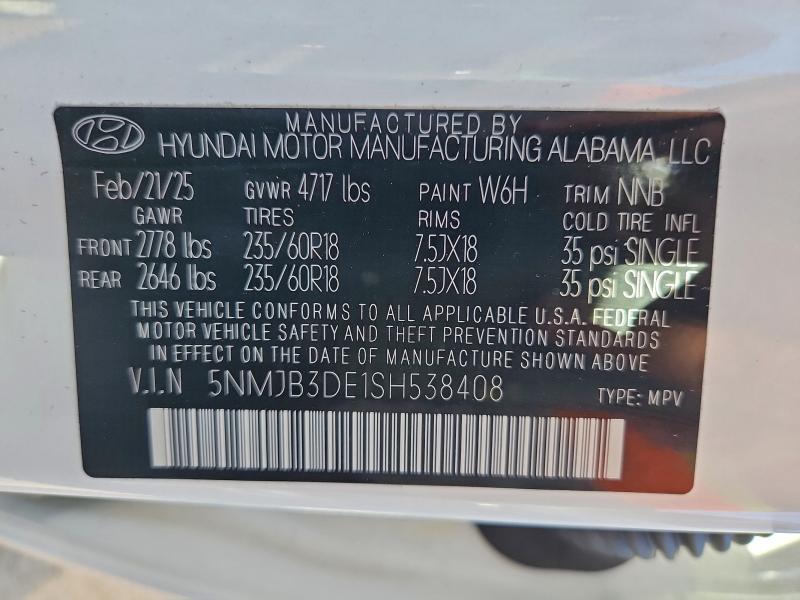 MANUFACTURED BY
HYUNDAI MOTOR MANUFACTURING ALABAMA, LLC
Feb/21/25 GVWR 4717 lbs PAINT W6H TRIM NNB
GAWR TIRES RIMS COLD TIRE INFL
FRONT 2778 lbs 235/60R18 7.5JX18 35 psi SINGLE
REAR 2646 lbs 235/60R18 7.5JX18 35 psi SINGLE
THIS VEHICLE CONFORMS TO ALL APPLICABLE U.S.A. FEDERAL
MOTOR VEHICLE SAFETY AND THEFT PREVENTION STANDARDS
IN EFFECT ON THE DATE OF MANUFACTURE SHOWN ABOVE
V.I.N 5NMJB3DE1SH538408 TYPE: MPV